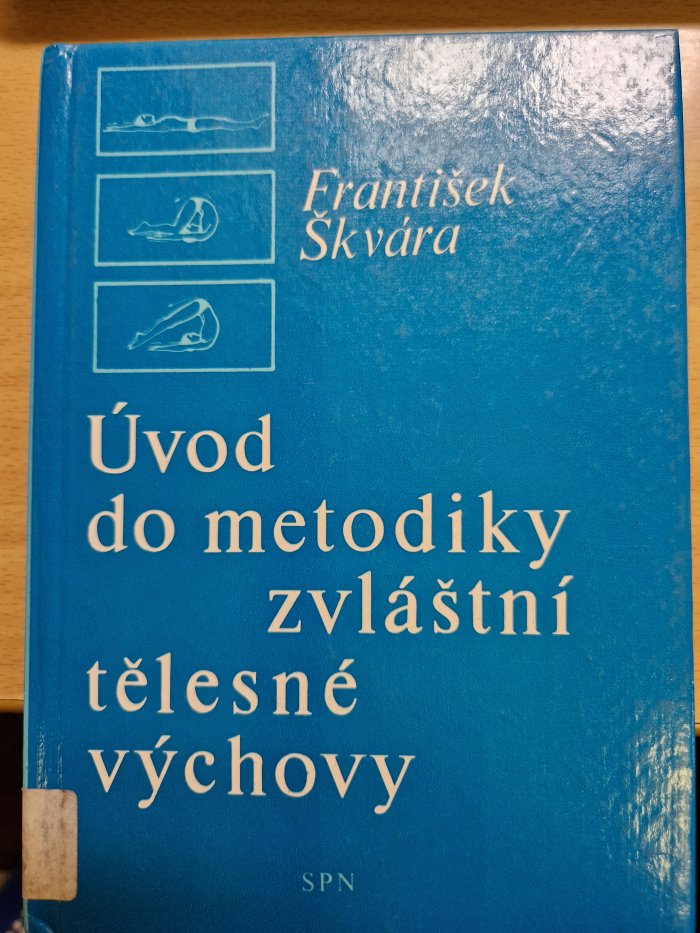 František
Škvára
Úvod
do metodiky
zvláštní
tělesné
výchovy
SPN